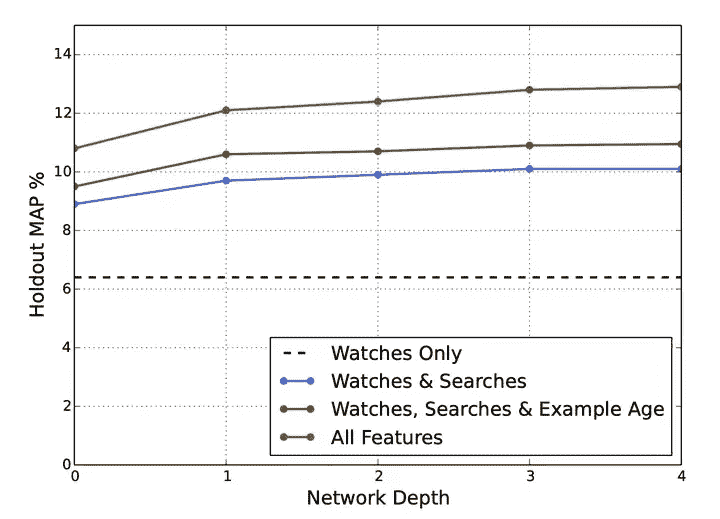 14
12
10
8
6
4
2
0
Holdout MAP %
Watches Only
Watches & Searches
Watches, Searches & Example Age
All Features
0 1 2 3 4
Network Depth